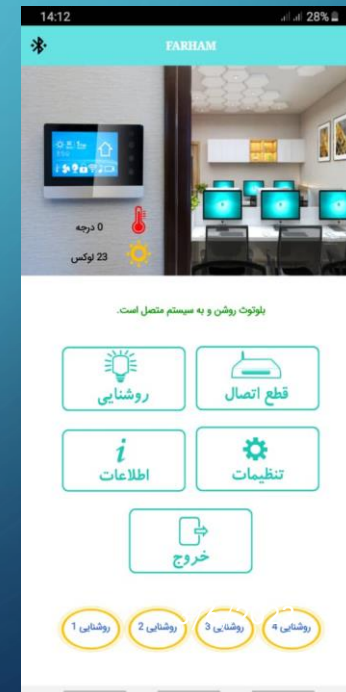 14:12 28%
FARHAM
0 درجه
23 لوکس
بلوتوث روشن و به سیستم متصل است.
روشنایی قطع اتصال
اطلاعات تنظیمات
خروج
روشنایی 1 روشنایی 2 روشنایی 3 روشنایی 4